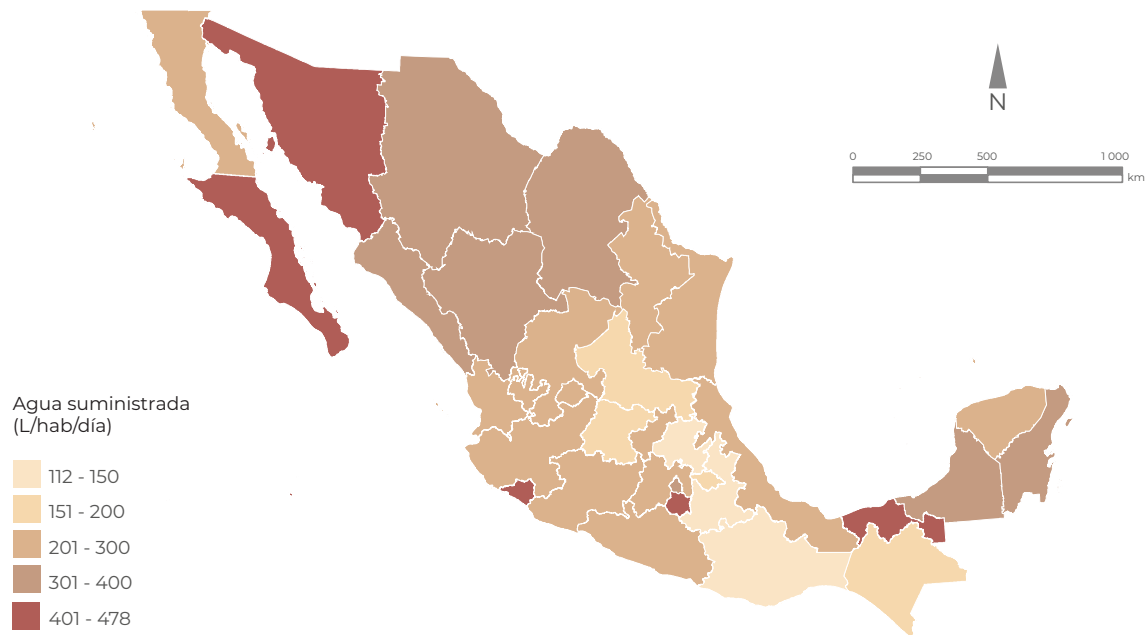 N
0 250 500 1 000
km
Agua suministrada
(L/hab/día)
112 - 150
151 - 200
201 - 300
301 - 400
401 - 478